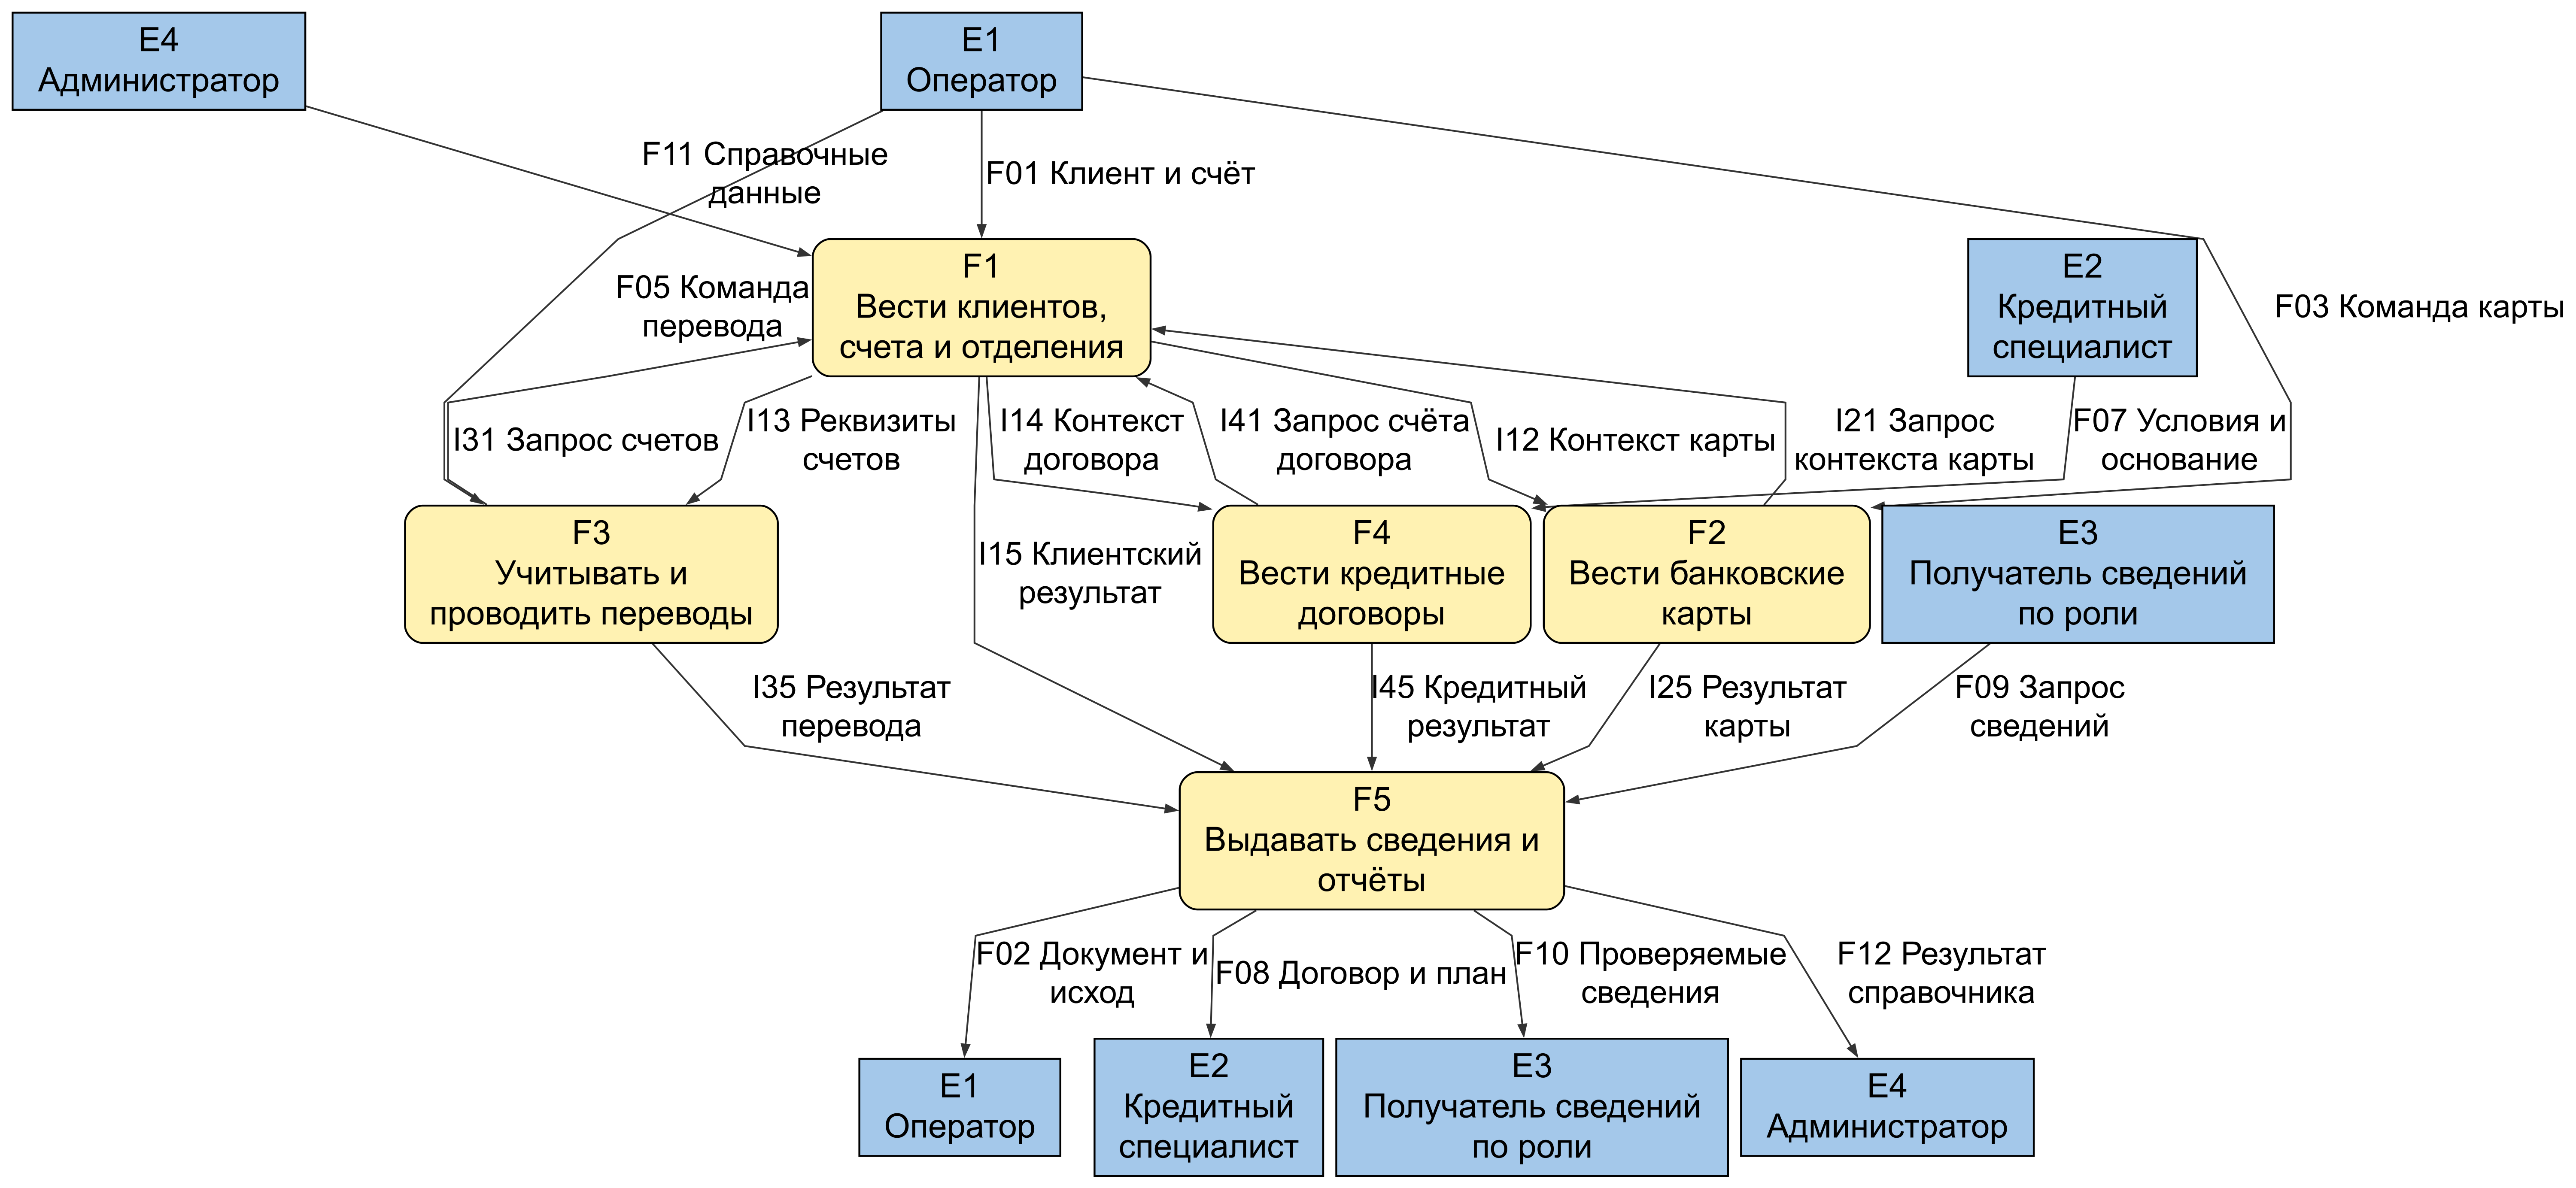 E4
Администратор
E1
Оператор
F11 Справочные
данные
F01 Клиент и счёт
F1
Вести клиентов,
счета и отделения
F05 Команда
перевода
E2
Кредитный
специалист
F03 Команда карты
I31 Запрос счетов
I13 Реквизиты
счетов
I14 Контекст
договора
I41 Запрос счёта
договора
I12 Контекст карты
I21 Запрос
контекста карты
F07 Условия и
основание
F3
Учитывать и
проводить переводы
I15 Клиентский
результат
F4
Вести кредитные
договоры
F2
Вести банковские
карты
E3
Получатель сведений
по роли
I35 Результат
перевода
I45 Кредитный
результат
I25 Результат
карты
F09 Запрос
сведений
F5
Выдавать сведения и
отчёты
F02 Документ и
исход
F08 Договор и план
F10 Проверяемые
сведения
F12 Результат
справочника
E1
Оператор
E2
Кредитный
специалист
E3
Получатель сведений
по роли
E4
Администратор